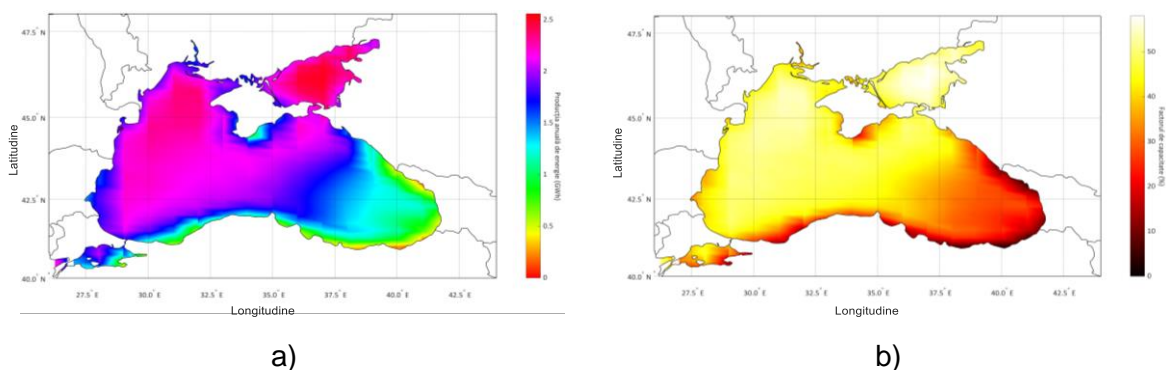 47.5° N
45.0° N
42.5° N
40.0° N
Latitudine
27.5° E
30.0° E
32.5° E
35.0° E
37.5° E
40.0° E
42.5° E
Longitudine
2.5
2
1.5
1
0.5
0
Producția anuală de energie (GWh)
a)
47.5° N
45.0° N
42.5° N
40.0° N
Latitudine
27.5° E
30.0° E
32.5° E
35.0° E
37.5° E
40.0° E
42.5° E
Longitudine
50
40
30
20
10
0
Factorul de capacitate (%)
b)